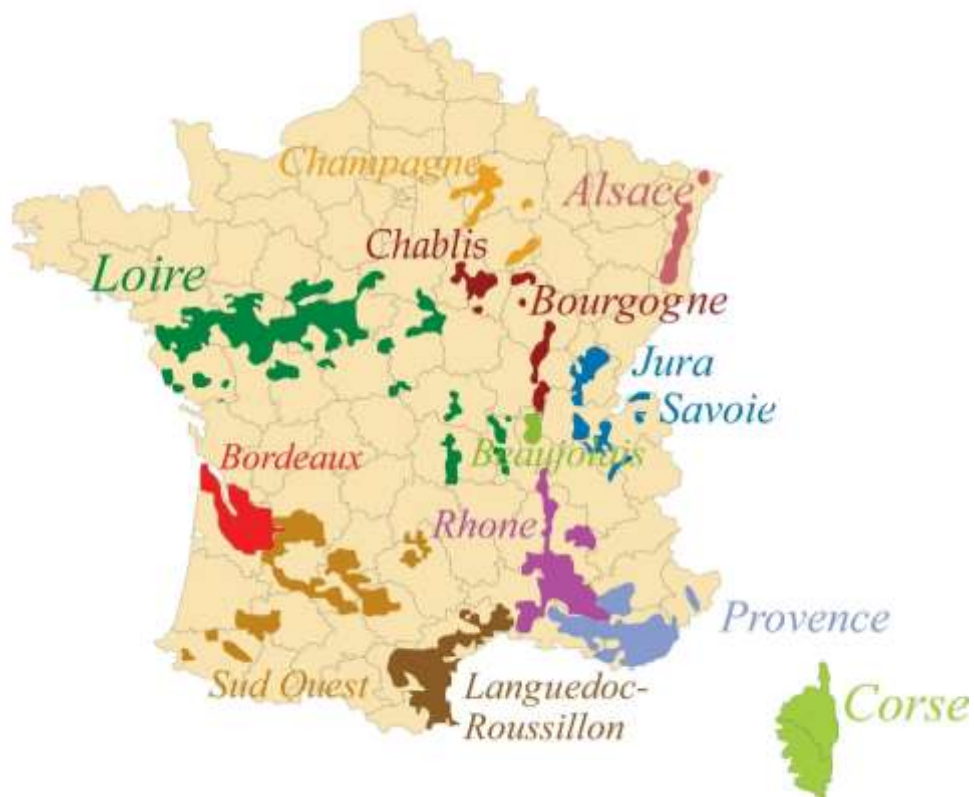 Champagne
Alsace
Chablis
Loire
Bourgogne
Jura
Savoie
Bordeaux
Beaujolais
Rhone
Provence
Sud Ouest
Languedoc-
Roussillon
Corse